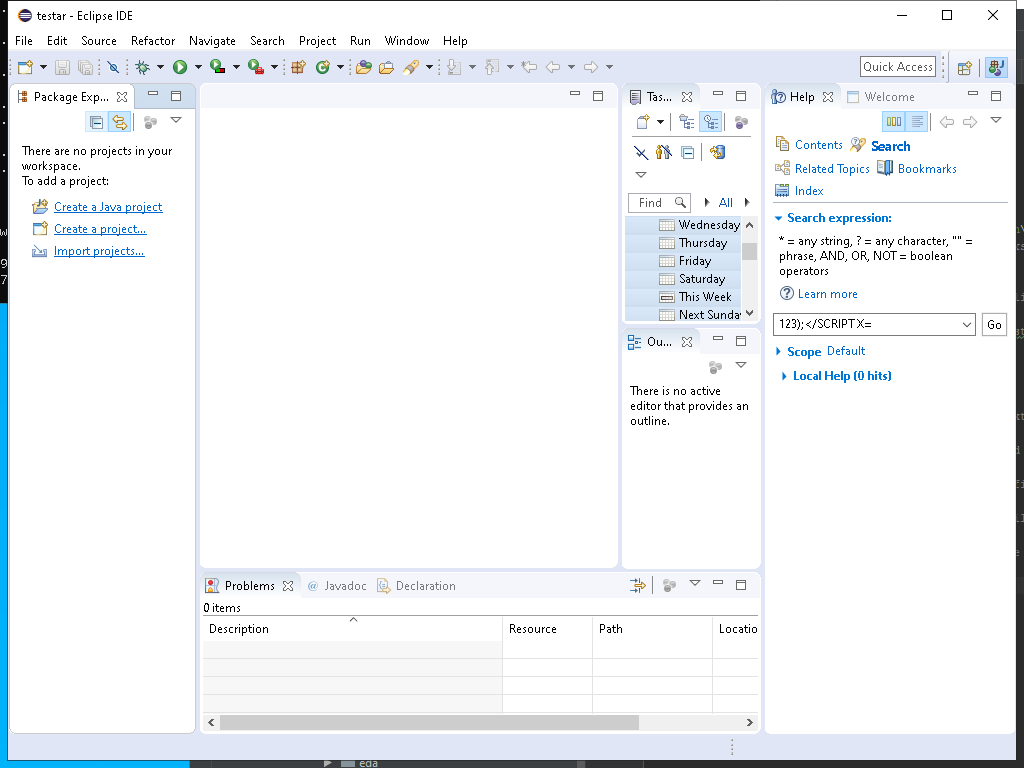 testar - Eclipse IDE
File Edit Source Refactor Navigate Search Project Run Window Help
Quick Access
Package Exp...
There are no projects in your
workspace.
To add a project:
Create a Java project
Create a project...
Import projects...
Tas...
Find
All
Wednesday
Thursday
Friday
Saturday
This Week
Next Sunda
Ou...
There is no active
editor that provides an
outline.
Help Welcome
Contents Search
Related Topics Bookmarks
Index
Search expression:
* = any string, ? = any character, "" =
phrase, AND, OR, NOT = boolean
operators
Learn more
123);</SCRIPTX=
Go
Scope Default
Local Help (0 hits)
Problems @ Javadoc Declaration
0 items
Description Resource Path Locatio
eda